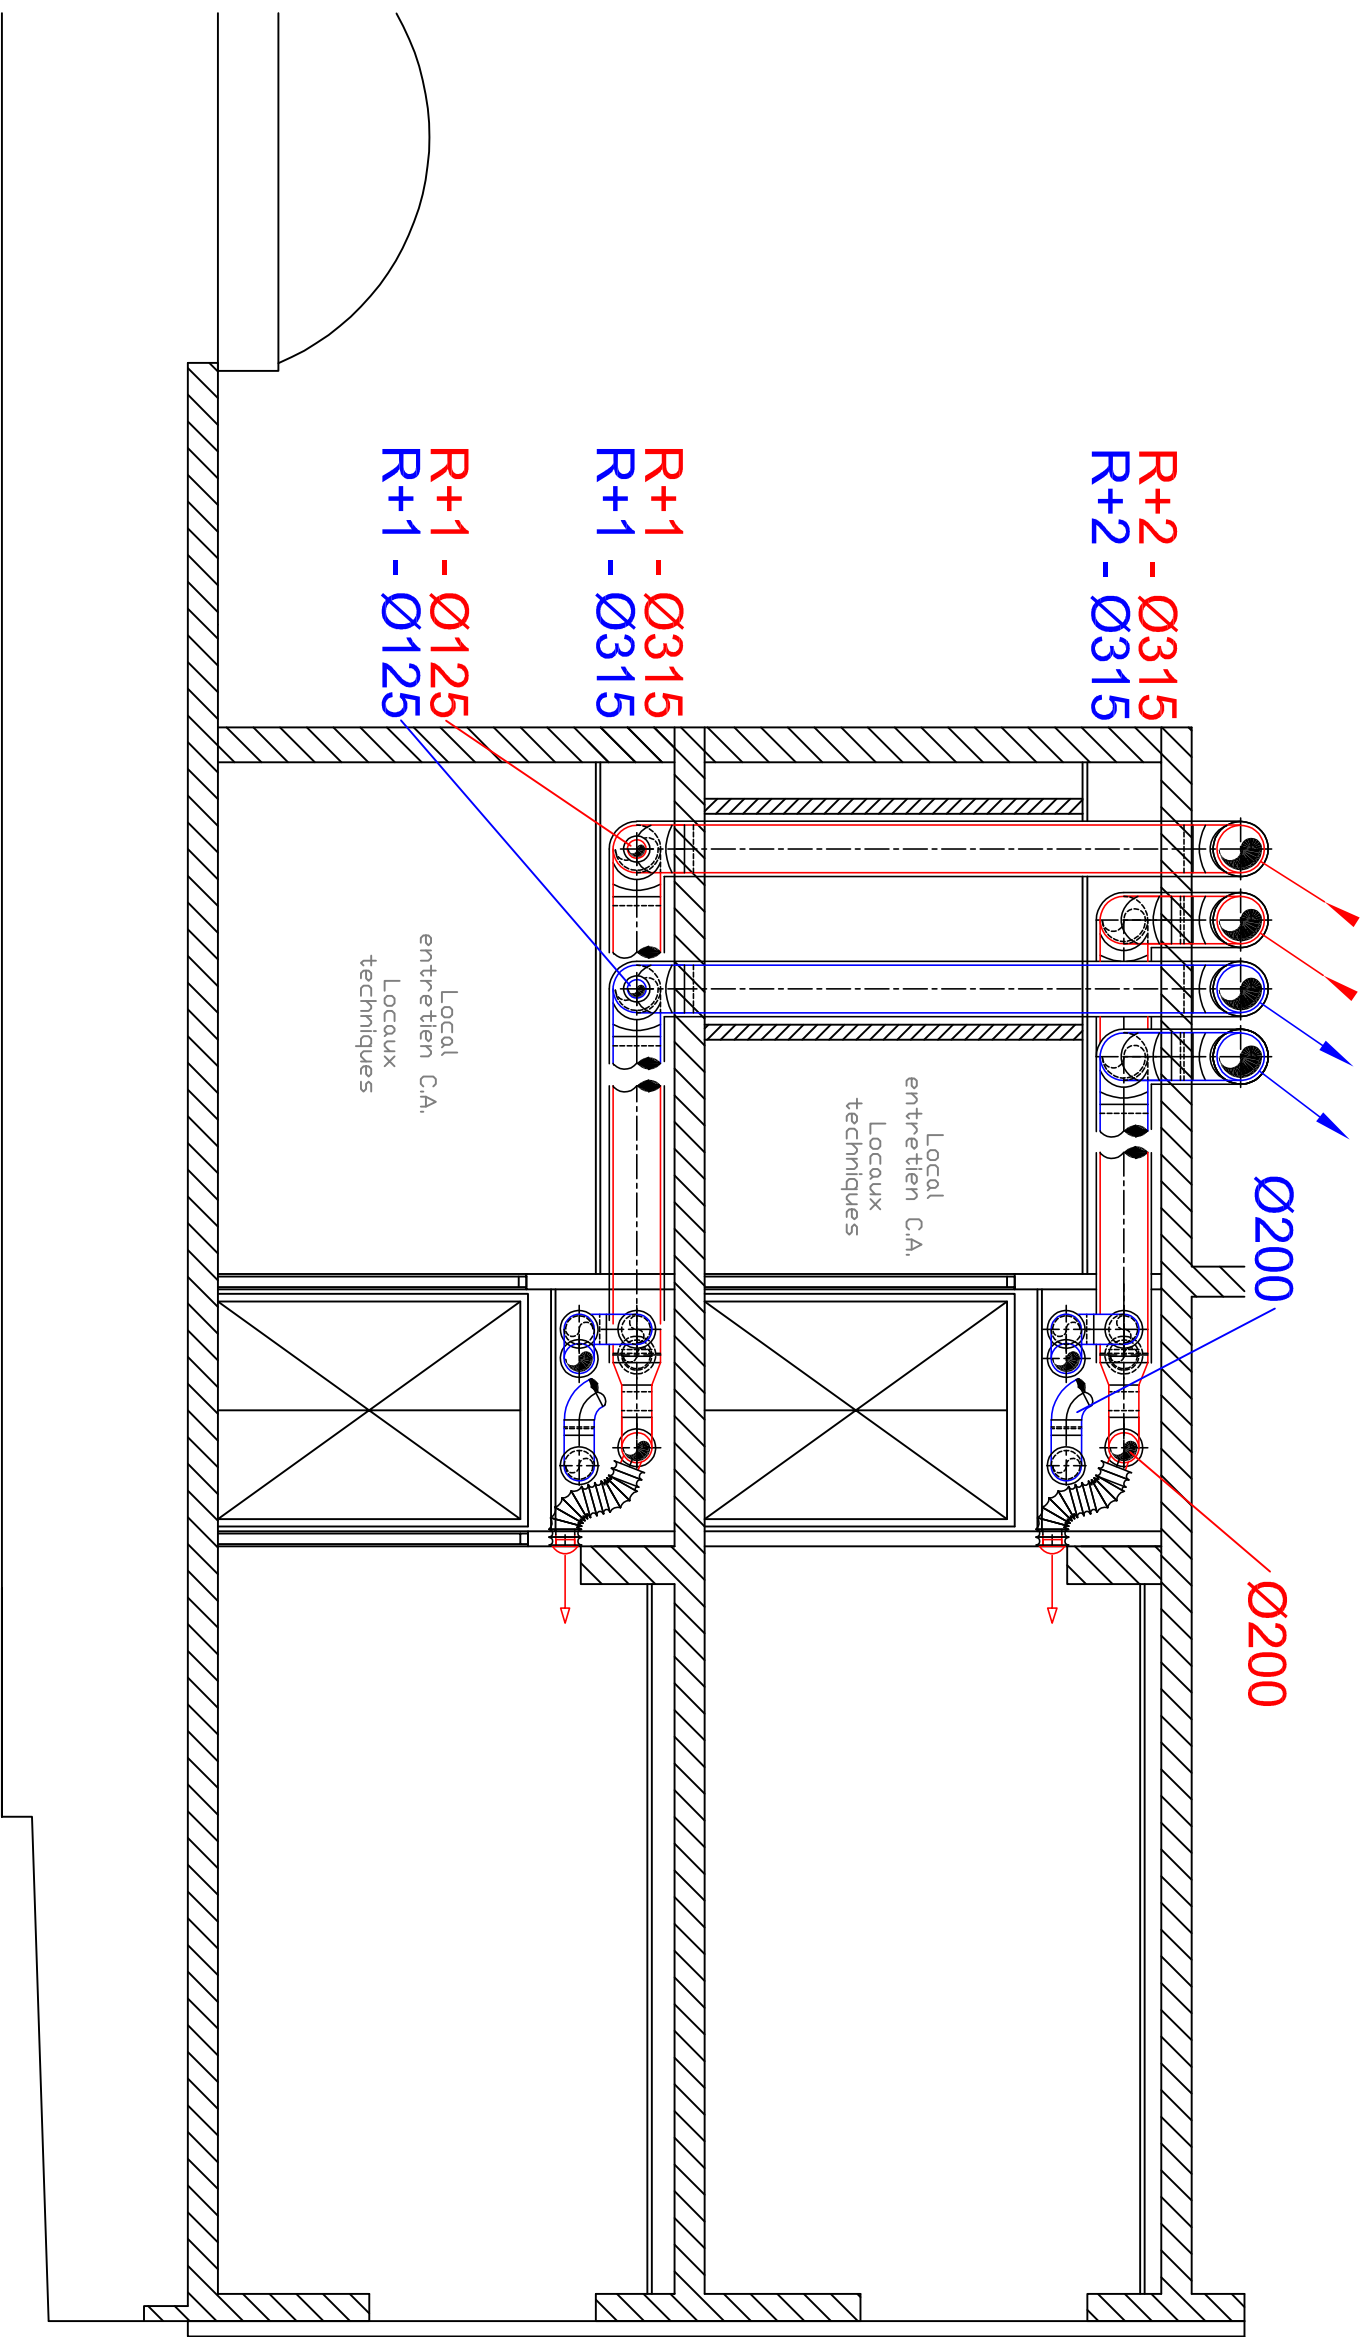 R+2 - Ø315
R+2 - Ø315
R+1 - Ø315
R+1 - Ø315
R+1 - Ø125
R+1 - Ø125
Ø200
Ø200
Local
entretien C.A.
Locaux
techniques
Local
entretien C.A.
Locaux
techniques